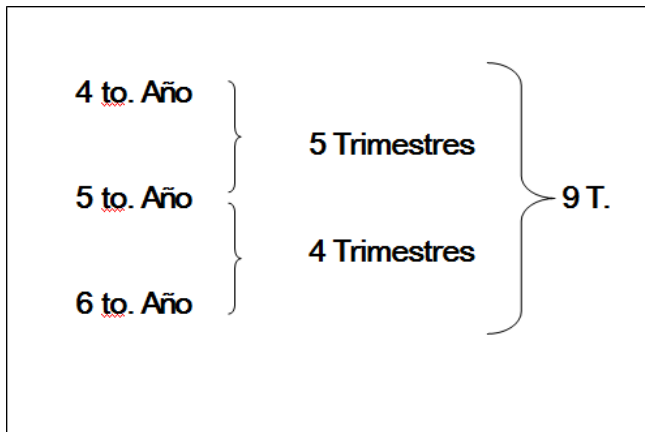 4 to. Año
5 Trimestres
5 to. Año
9 T.
4 Trimestres
6 to. Año